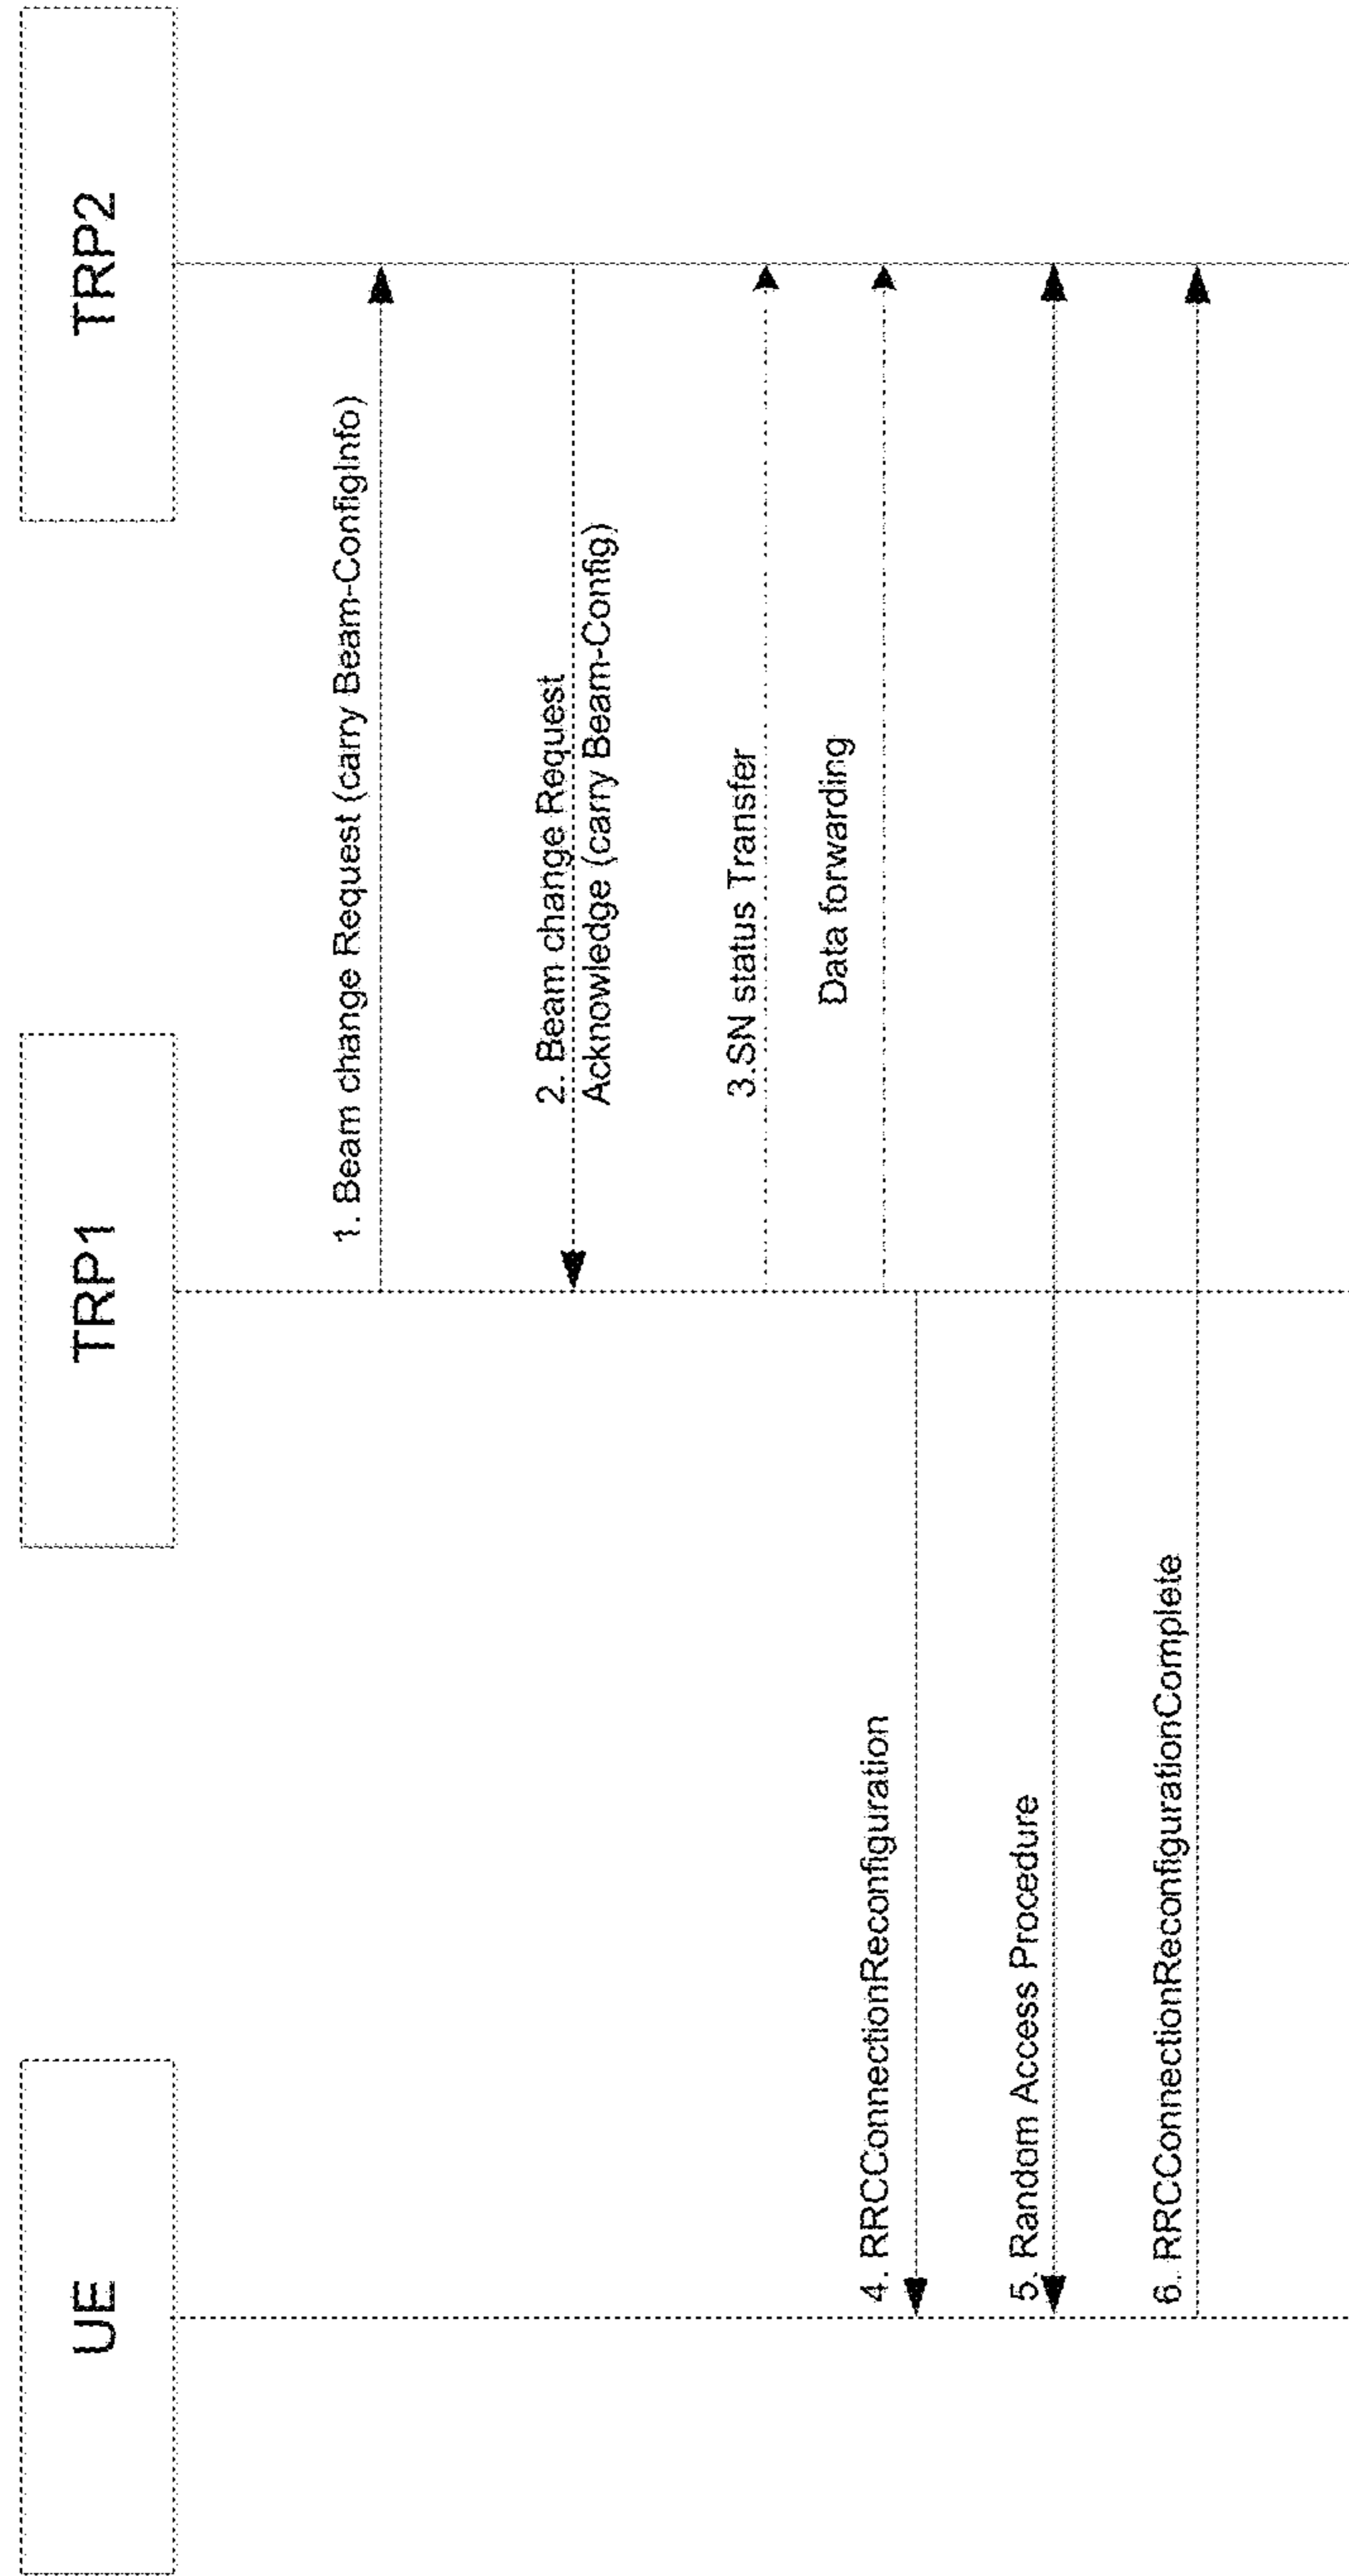 UE
TRP1
TRP2
1. Beam change Request (carry Beam-ConfigInfo)
2. Beam change Request
Acknowledge (carry Beam-Config)
3.SN status Transfer
Data forwarding
4. RRCConnectionReconfiguration
5. Random Access Procedure
6. RRCConnectionReconfigurationComplete